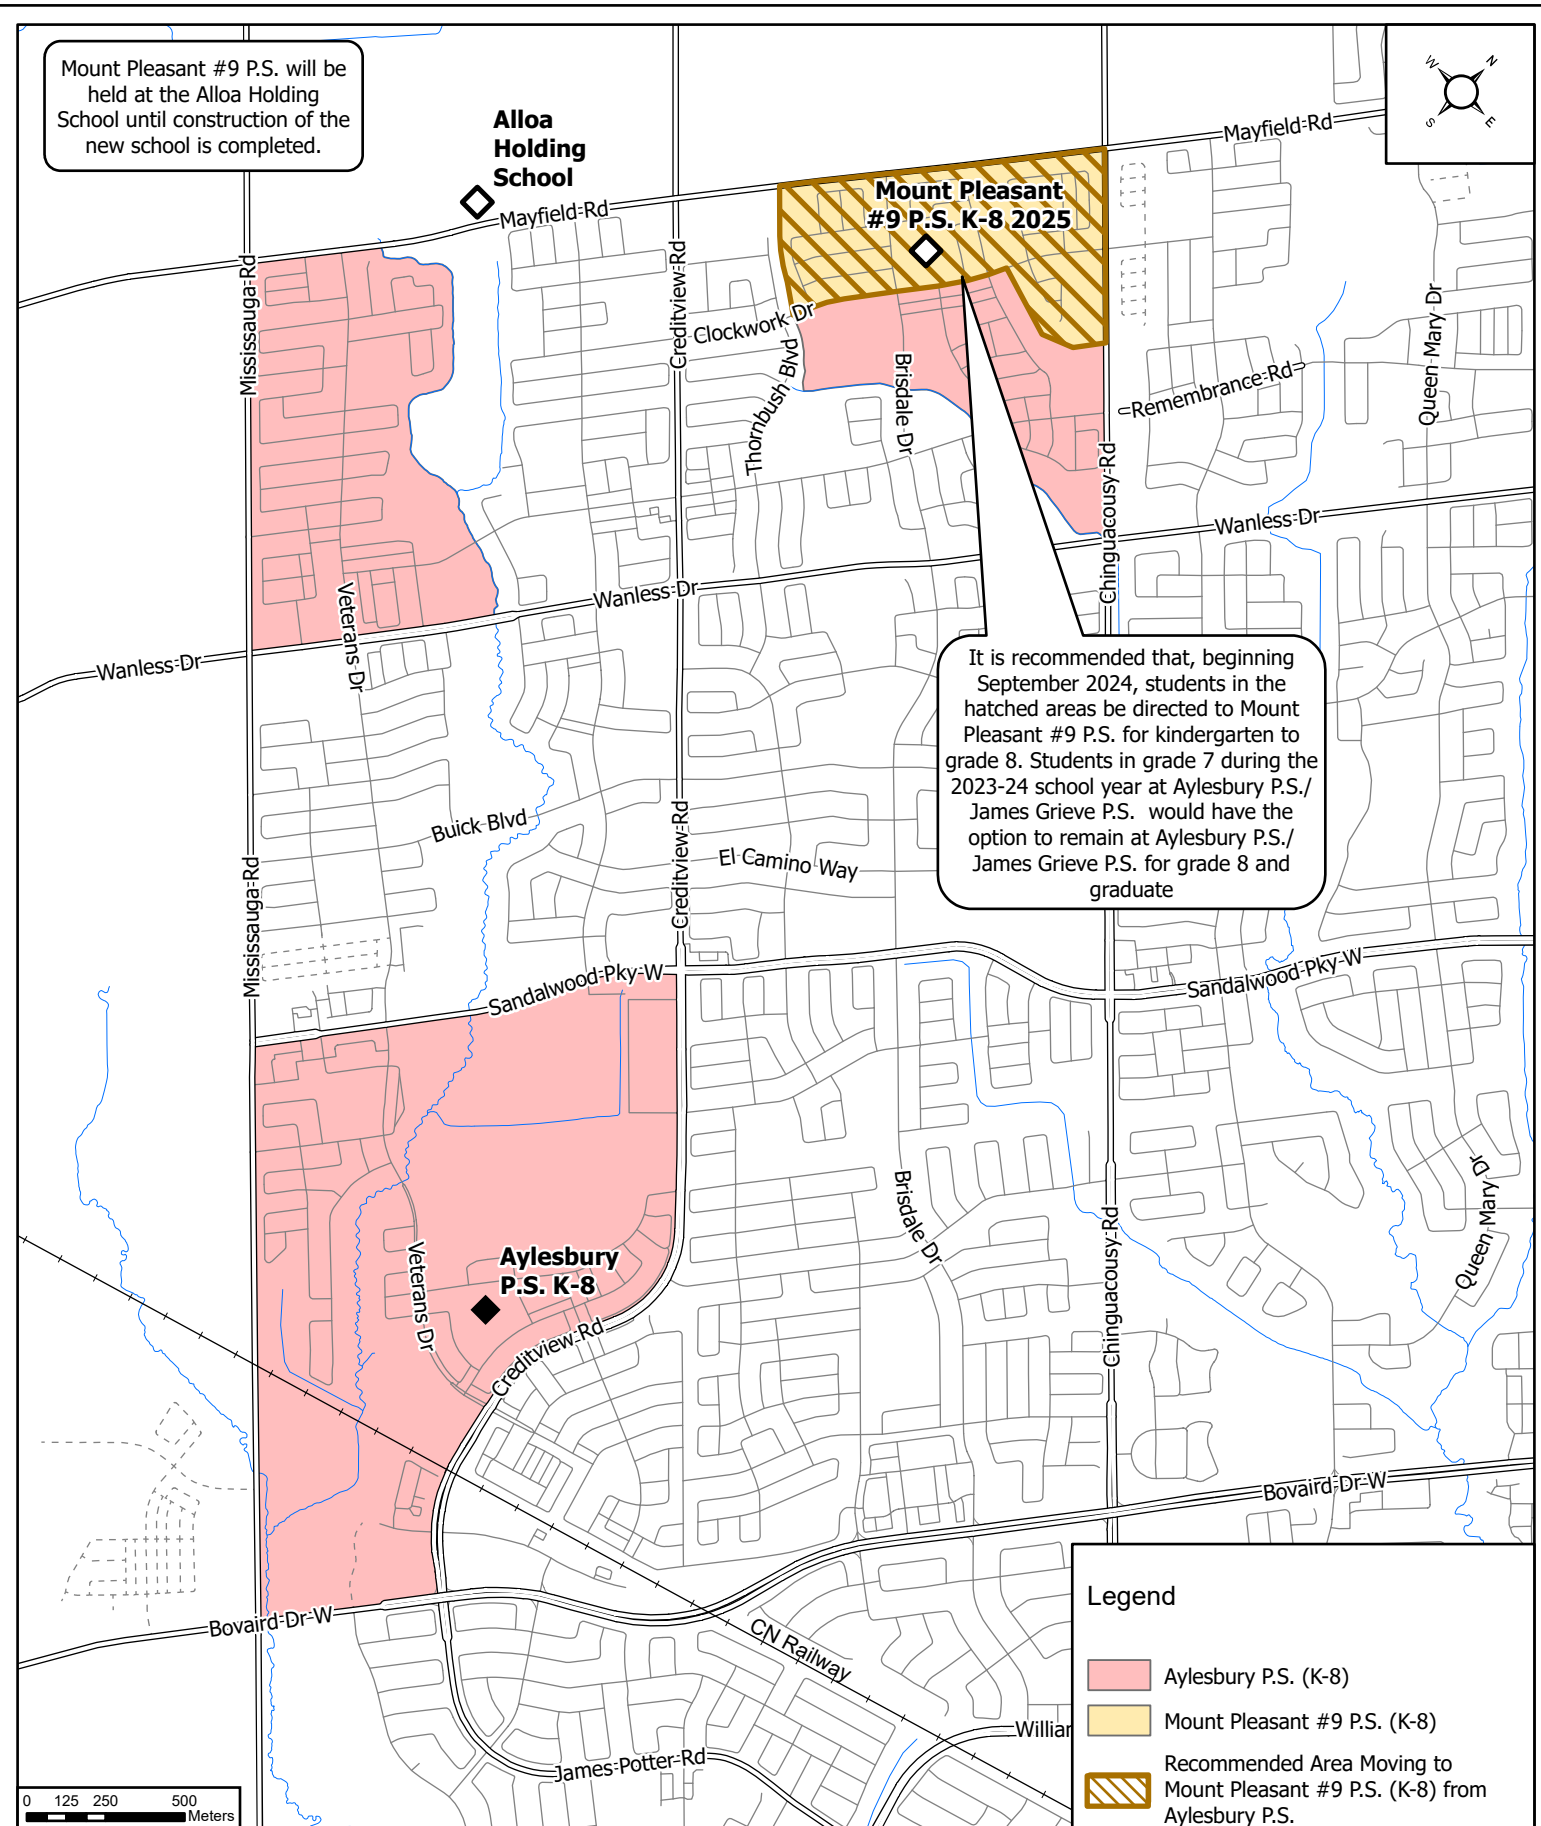 Mount Pleasant #9 P.S. will be
held at the Alloa Holding
School until construction of the
new school is completed.
Alloa
Holding
School
W
N
S
E
Mayfield Rd
Mayfield Rd
Mount Pleasant
#9 P.S. K-8 2025
Mississauga Rd
Creditview Rd
Clockwork Dr
Thornbush Blvd
Brisdale Dr
Remembrance Rd
Queen Mary Dr
Chinguacousy Rd
Wanless Dr
Wanless Dr
Wanless Dr
Veterans Dr
It is recommended that, beginning
September 2024, students in the
hatched areas be directed to Mount
Pleasant #9 P.S. for kindergarten to
grade 8. Students in grade 7 during the
2023-24 school year at Aylesbury P.S./
James Grieve P.S. would have the
option to remain at Aylesbury P.S./
James Grieve P.S. for grade 8 and
graduate
Buick Blvd
El Camino Way
Creditview Rd
Mississauga Rd
Sandalwood Pky W
Sandalwood Pky W
Brisdale Dr
Chinguacousy Rd
Queen Mary Dr
Veterans Dr
Aylesbury
P.S. K-8
Creditview Rd
Bovaird Dr W
Bovaird Dr W
CN Railway
James Potter Rd
Williar
Legend
Aylesbury P.S. (K-8)
Mount Pleasant #9 P.S. (K-8)
Recommended Area Moving to
Mount Pleasant #9 P.S. (K-8) from
Aylesbury P.S.
0 125 250 500
Meters